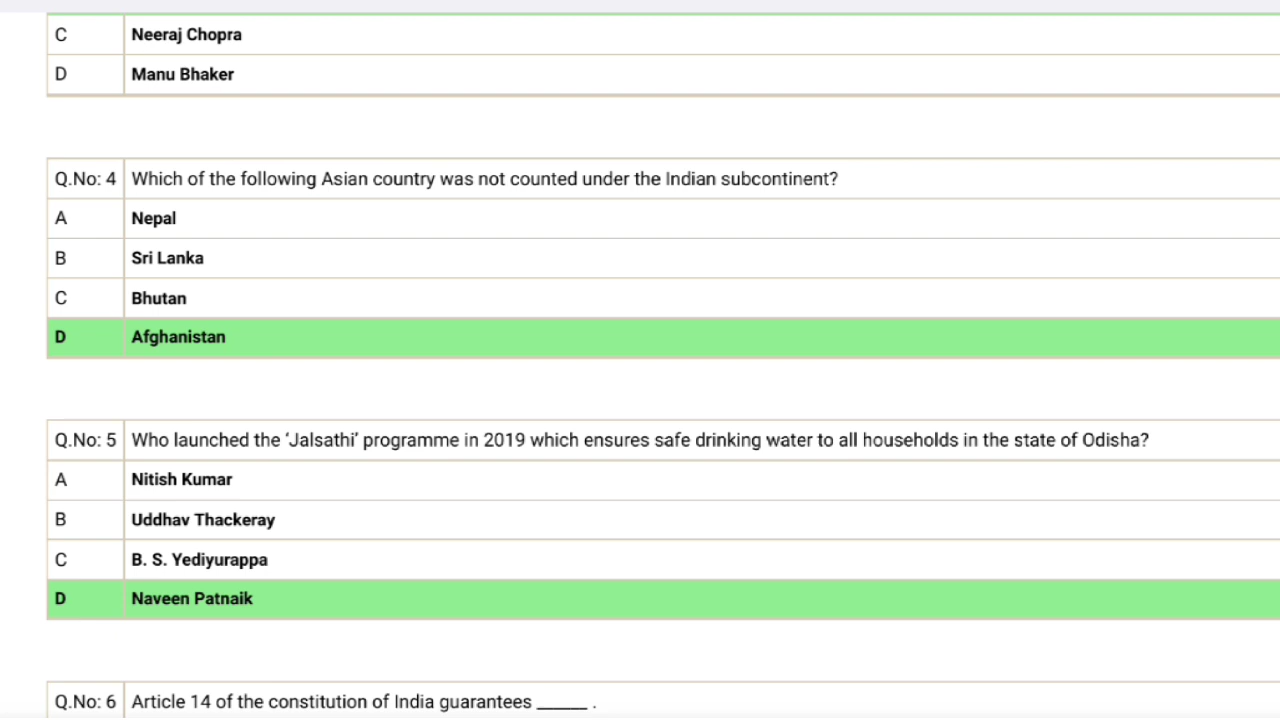 C Neeraj Chopra
D Manu Bhaker
Q.No: 4 Which of the following Asian country was not counted under the Indian subcontinent?
A Nepal
B Sri Lanka
C Bhutan
D Afghanistan
Q.No: 5 Who launched the ‘Jalsathi’ programme in 2019 which ensures safe drinking water to all households in the state of Odisha?
A Nitish Kumar
B Uddhav Thackeray
C B. S. Yediyurappa
D Naveen Patnaik
Q.No: 6 Article 14 of the constitution of India guarantees _____ .